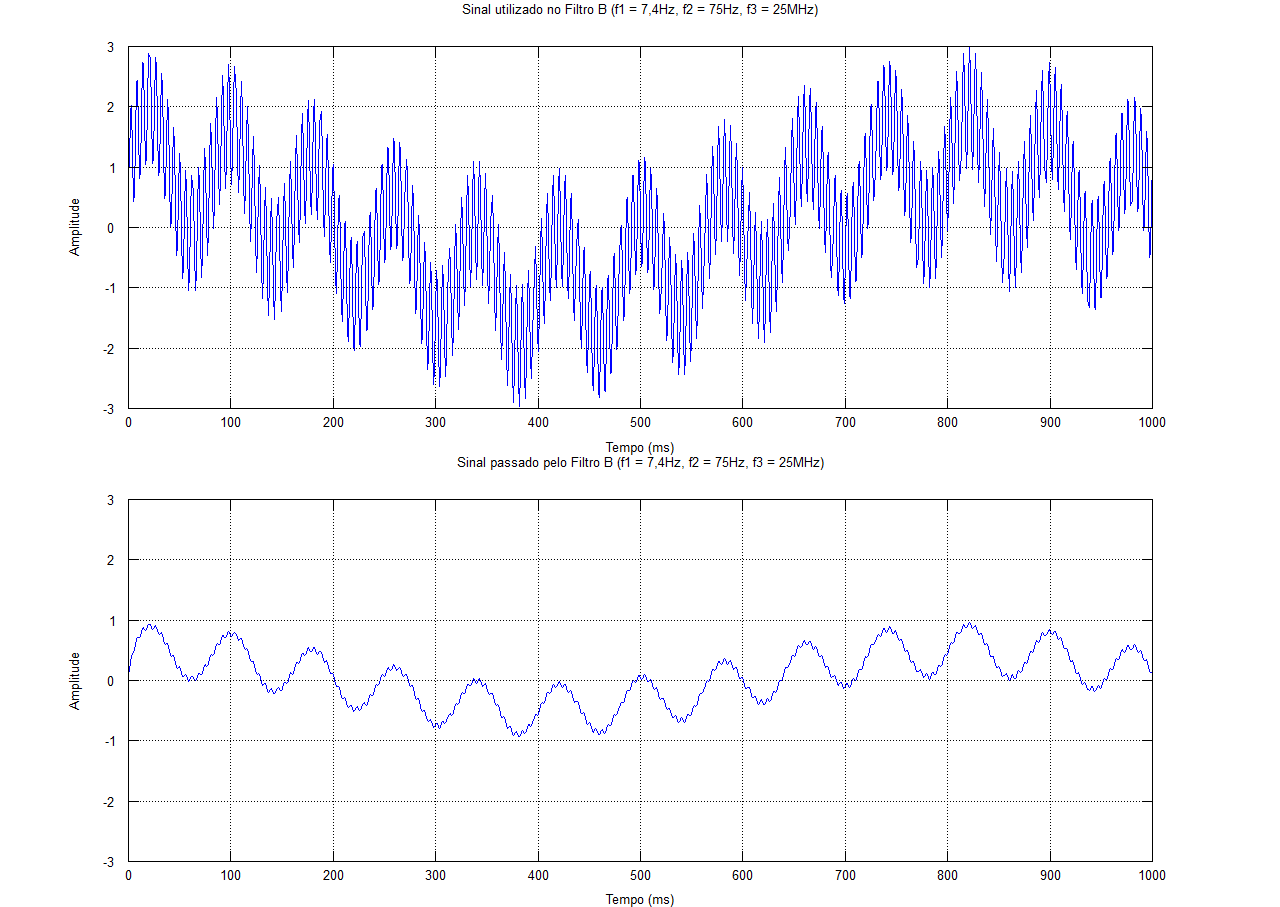 Sinal utilizado no Filtro B (f1 = 7,4Hz, f2 = 75Hz, f3 = 25MHz)
3
2
1
0
-1
-2
-3
Amplitude
0 100 200 300 400 500 600 700 800 900 1000
Tempo (ms)
Sinal passado pelo Filtro B (f1 = 7,4Hz, f2 = 75Hz, f3 = 25MHz)
3
2
1
0
-1
-2
-3
Amplitude
0 100 200 300 400 500 600 700 800 900 1000
Tempo (ms)